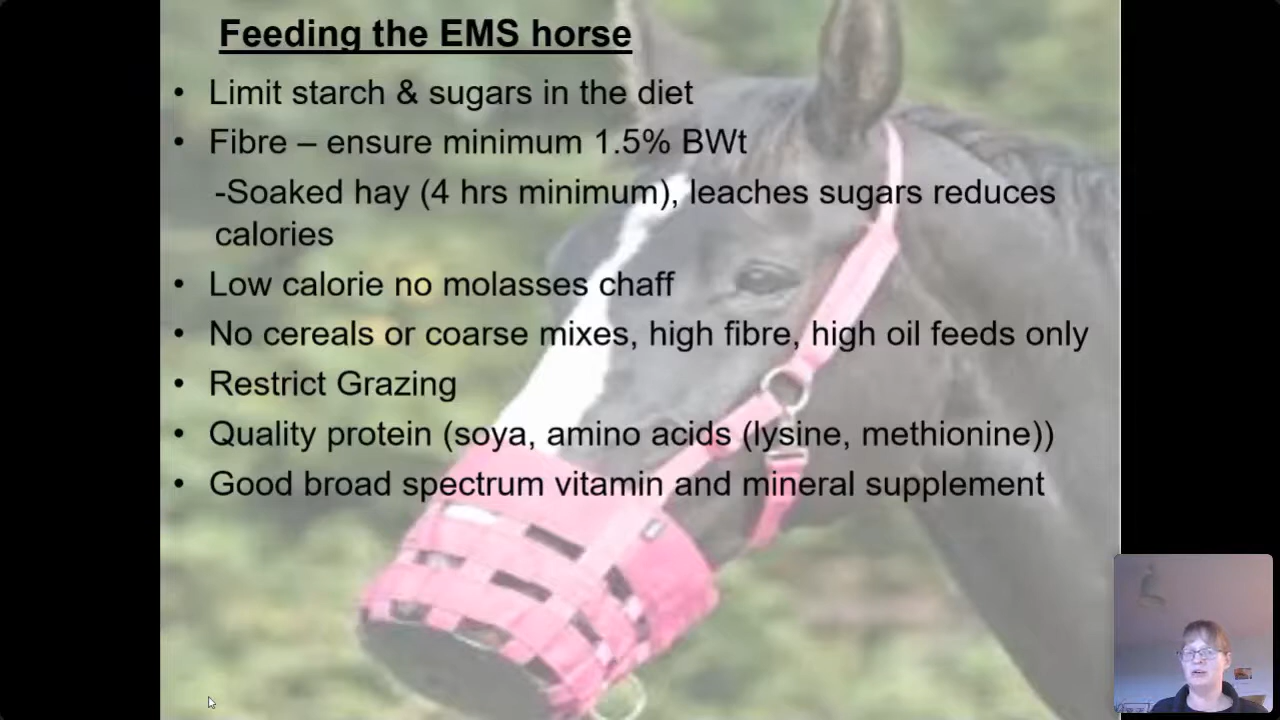 Feeding the EMS horse
• Limit starch & sugars in the diet
• Fibre – ensure minimum 1.5% BWt
-Soaked hay (4 hrs minimum), leaches sugars reduces
calories
• Low calorie no molasses chaff
• No cereals or coarse mixes, high fibre, high oil feeds only
• Restrict Grazing
• Quality protein (soya, amino acids (lysine, methionine))
• Good broad spectrum vitamin and mineral supplement